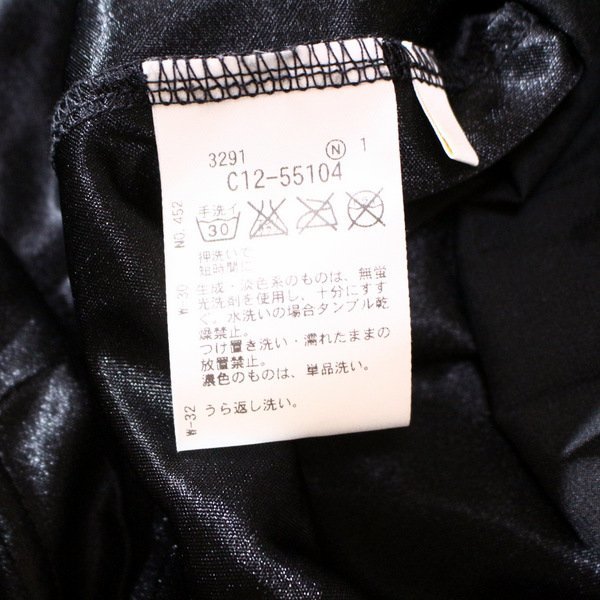 3291 Ⓝ 1
C12-55104
NO.452
手洗イ
30
押洗いで
短時間に
W-30
生成・淡色系のものは、無蛍
光洗剤を使用し、十分にすす
ぐ、水洗いの場合タンブル乾
燥禁止。
つけ置き洗い・濡れたままの
放置禁止。
濃色のものは、単品洗い。
W-32
うら返し洗い。